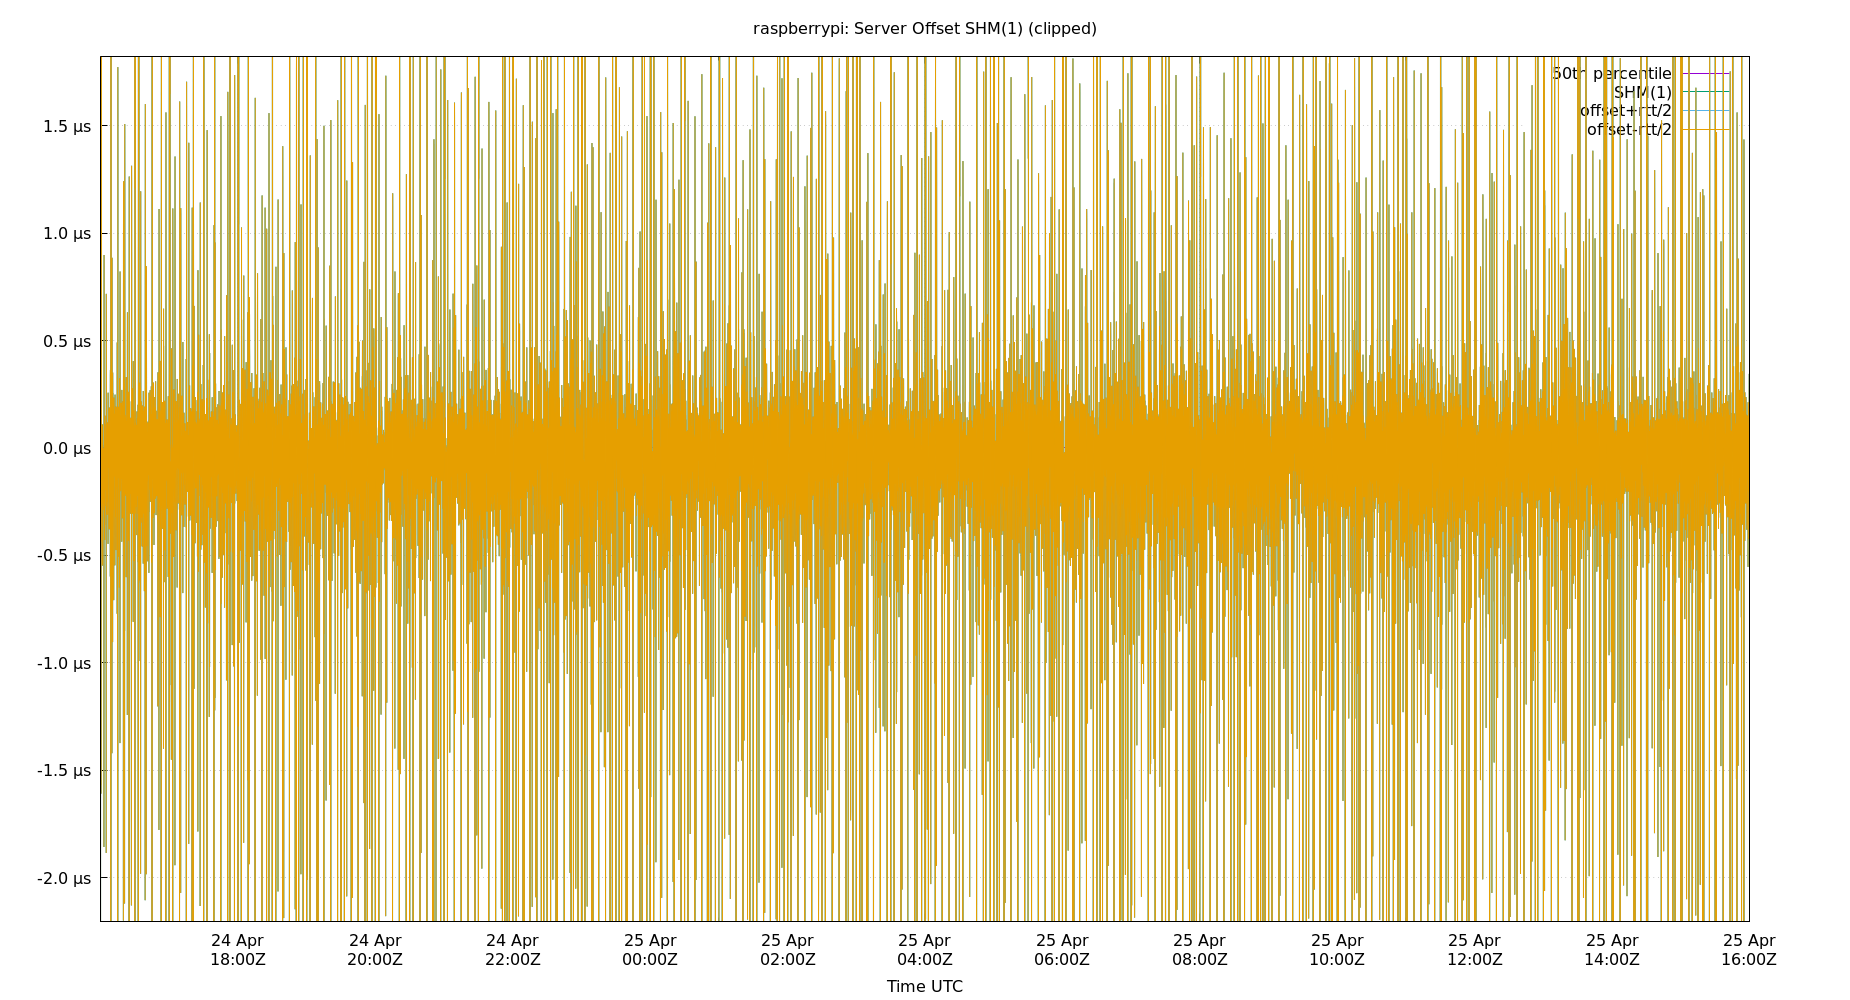 raspberrypi: Server Offset SHM(1) (clipped)
50th percentile
SHM(1)
offset+rtt/2
offset-rtt/2
1.5 µs
1.0 µs
0.5 µs
0.0 µs
-0.5 µs
-1.0 µs
-1.5 µs
-2.0 µs
24 Apr 24 Apr 24 Apr 25 Apr 25 Apr 25 Apr 25 Apr 25 Apr 25 Apr 25 Apr 25 Apr 25 Apr
18:00Z 20:00Z 22:00Z 00:00Z 02:00Z 04:00Z 06:00Z 08:00Z 10:00Z 12:00Z 14:00Z 16:00Z
Time UTC